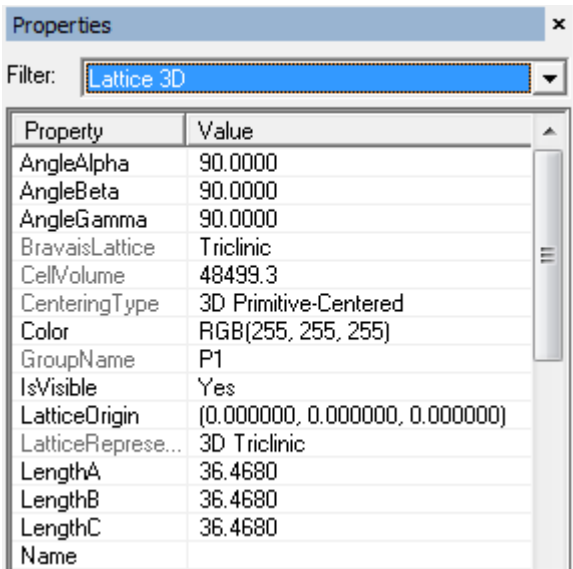 Properties
Filter: Lattice 3D
Property Value
AngleAlpha 90.0000
AngleBeta 90.0000
AngleGamma 90.0000
BravaisLattice Triclinic
CellVolume 48499.3
CenteringType 3D Primitive-Centered
Color RGB(255, 255, 255)
GroupName P1
IsVisible Yes
LatticeOrigin (0.000000, 0.000000, 0.000000)
LatticeReprese... 3D Triclinic
LengthA 36.4680
LengthB 36.4680
LengthC 36.4680
Name